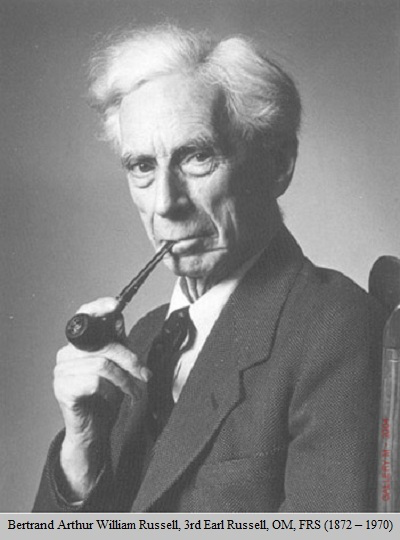 Bertrand Arthur William Russell, 3rd Earl Russell, OM, FRS (1872 – 1970)